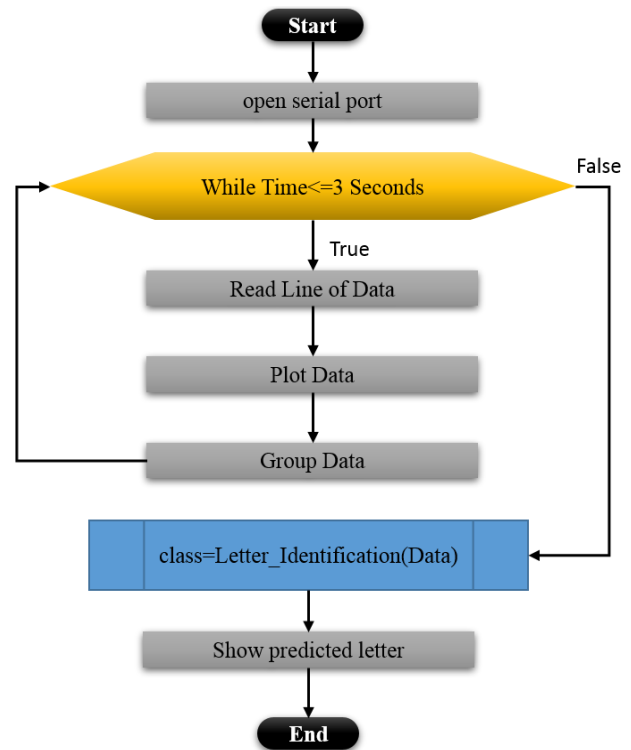 Start
open serial port
While Time<=3 Seconds
False
True
Read Line of Data
Plot Data
Group Data
class=Letter_Identification(Data)
Show predicted letter
End